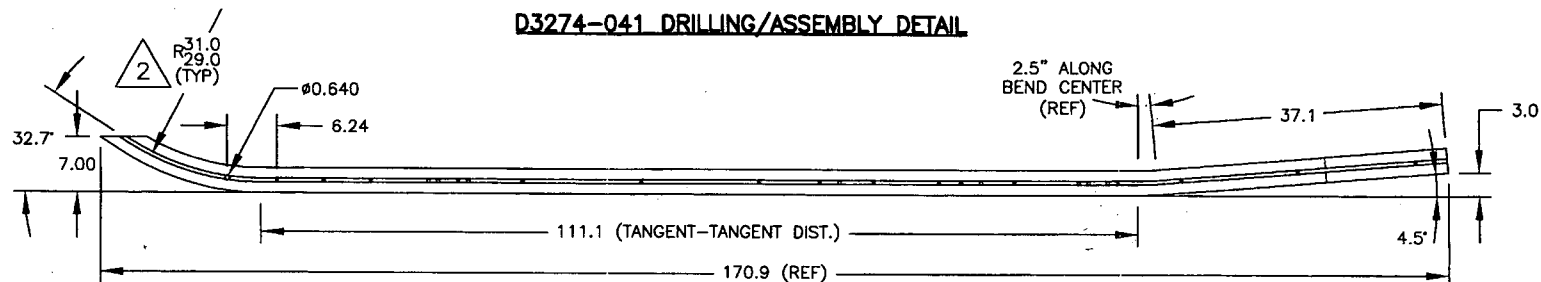 D3274-041 DRILLING/ASSEMBLY DETAIL
2
R31.0
29.0
(TYP)
ø0.640
6.24
32.7°
7.00
2.5" ALONG
BEND CENTER
(REF)
37.1
3.0
4.5°
111.1 (TANGENT-TANGENT DIST.)
170.9 (REF)